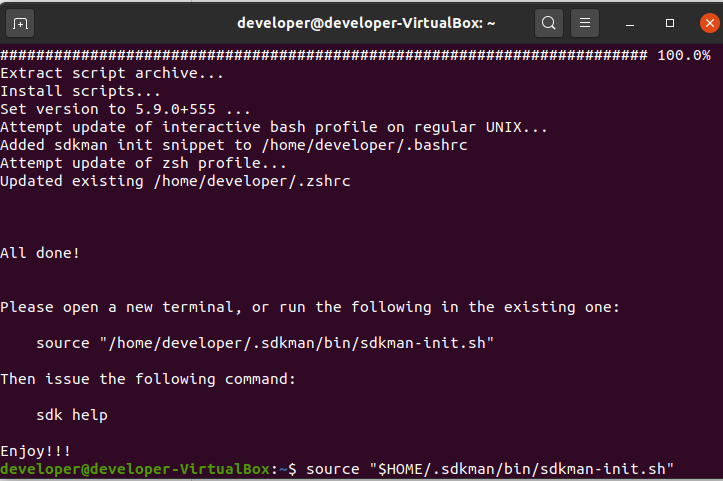 developer@developer-VirtualBox: ~
######################################################################## 100.0%
Extract script archive...
Install scripts...
Set version to 5.9.0+555 ...
Attempt update of interactive bash profile on regular UNIX...
Added sdkman init snippet to /home/developer/.bashrc
Attempt update of zsh profile...
Updated existing /home/developer/.zshrc
All done!
Please open a new terminal, or run the following in the existing one:
source "/home/developer/.sdkman/bin/sdkman-init.sh"
Then issue the following command:
sdk help
Enjoy!!!
developer@developer-VirtualBox:~$ source "$HOME/.sdkman/bin/sdkman-init.sh"